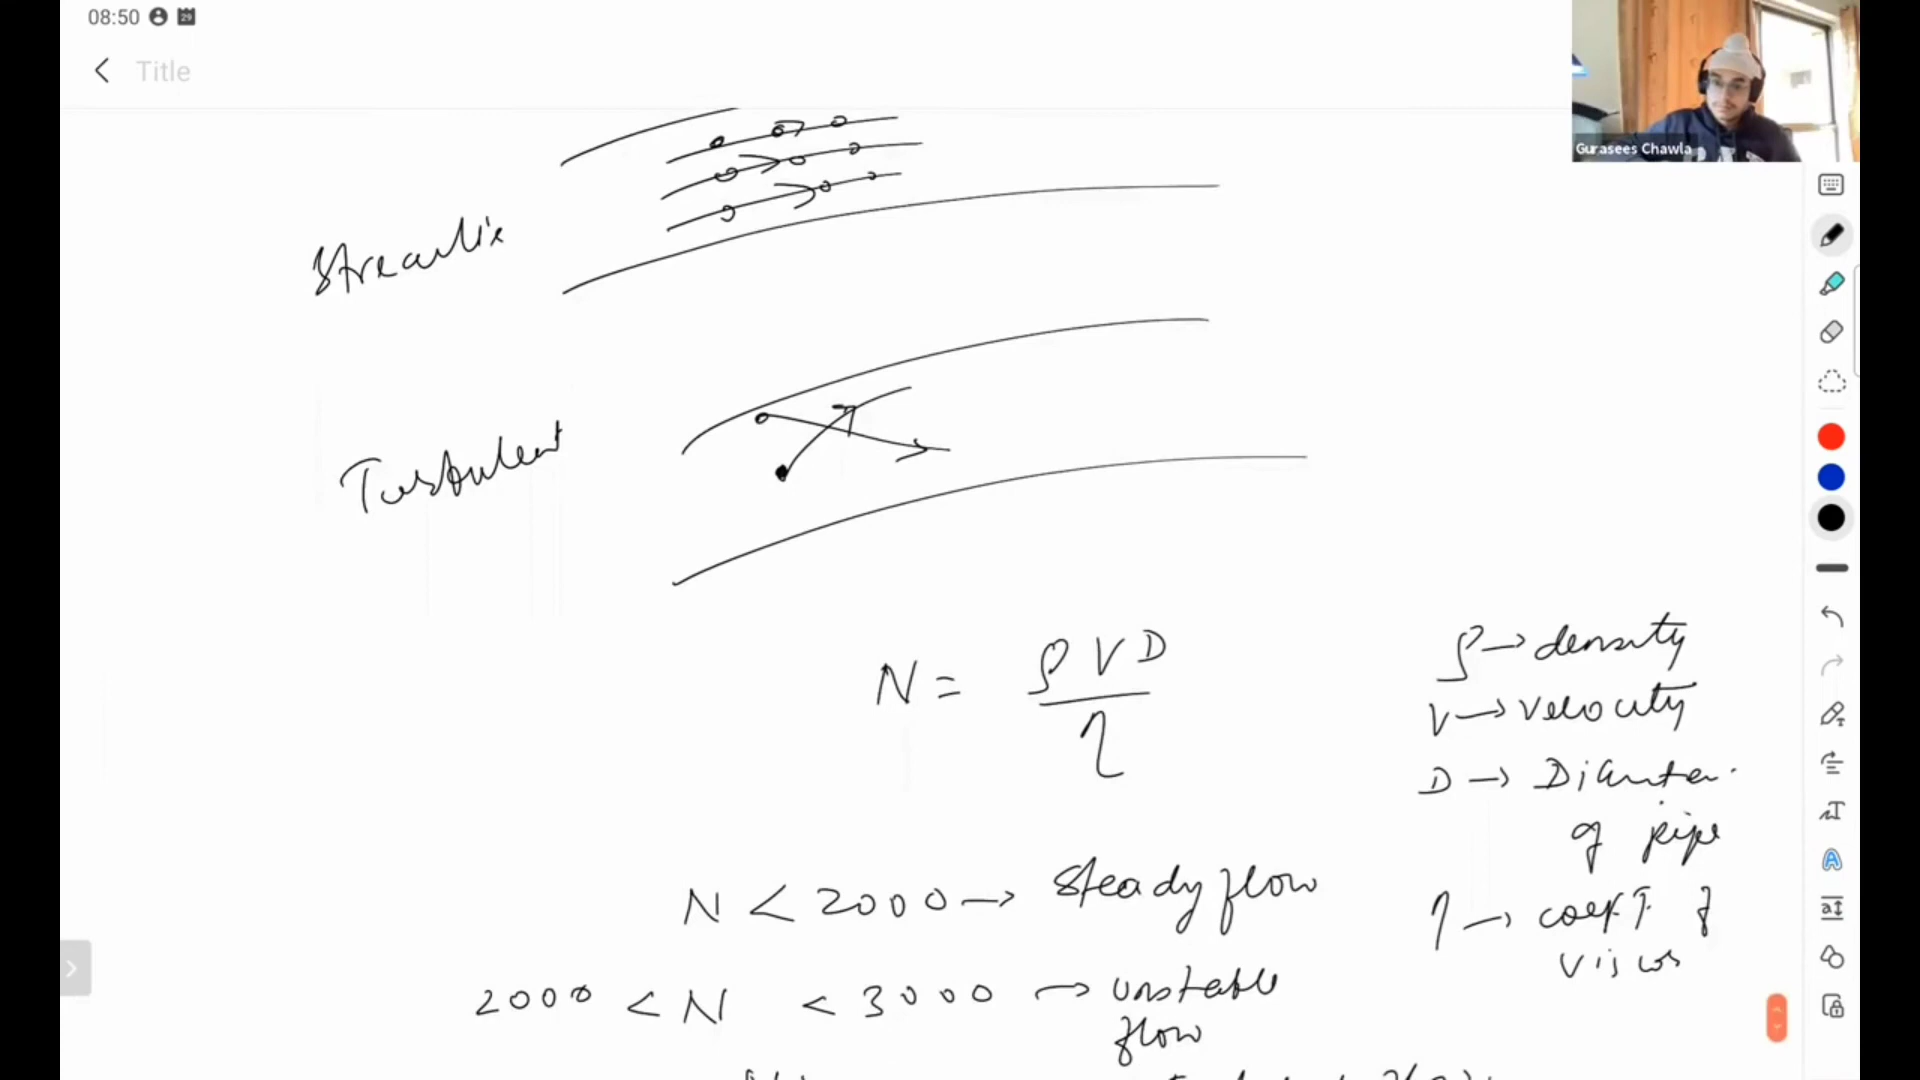 08:50
29
Title
Gurasees Chawla
Streamline
Turbulent
N = ρ V D / η
ρ → density
V → velocity
D → Diameter
of pipe
η → coeff. of
viscos
N < 2000 → Steady flow
2000 < N < 3000 → unstable
flow